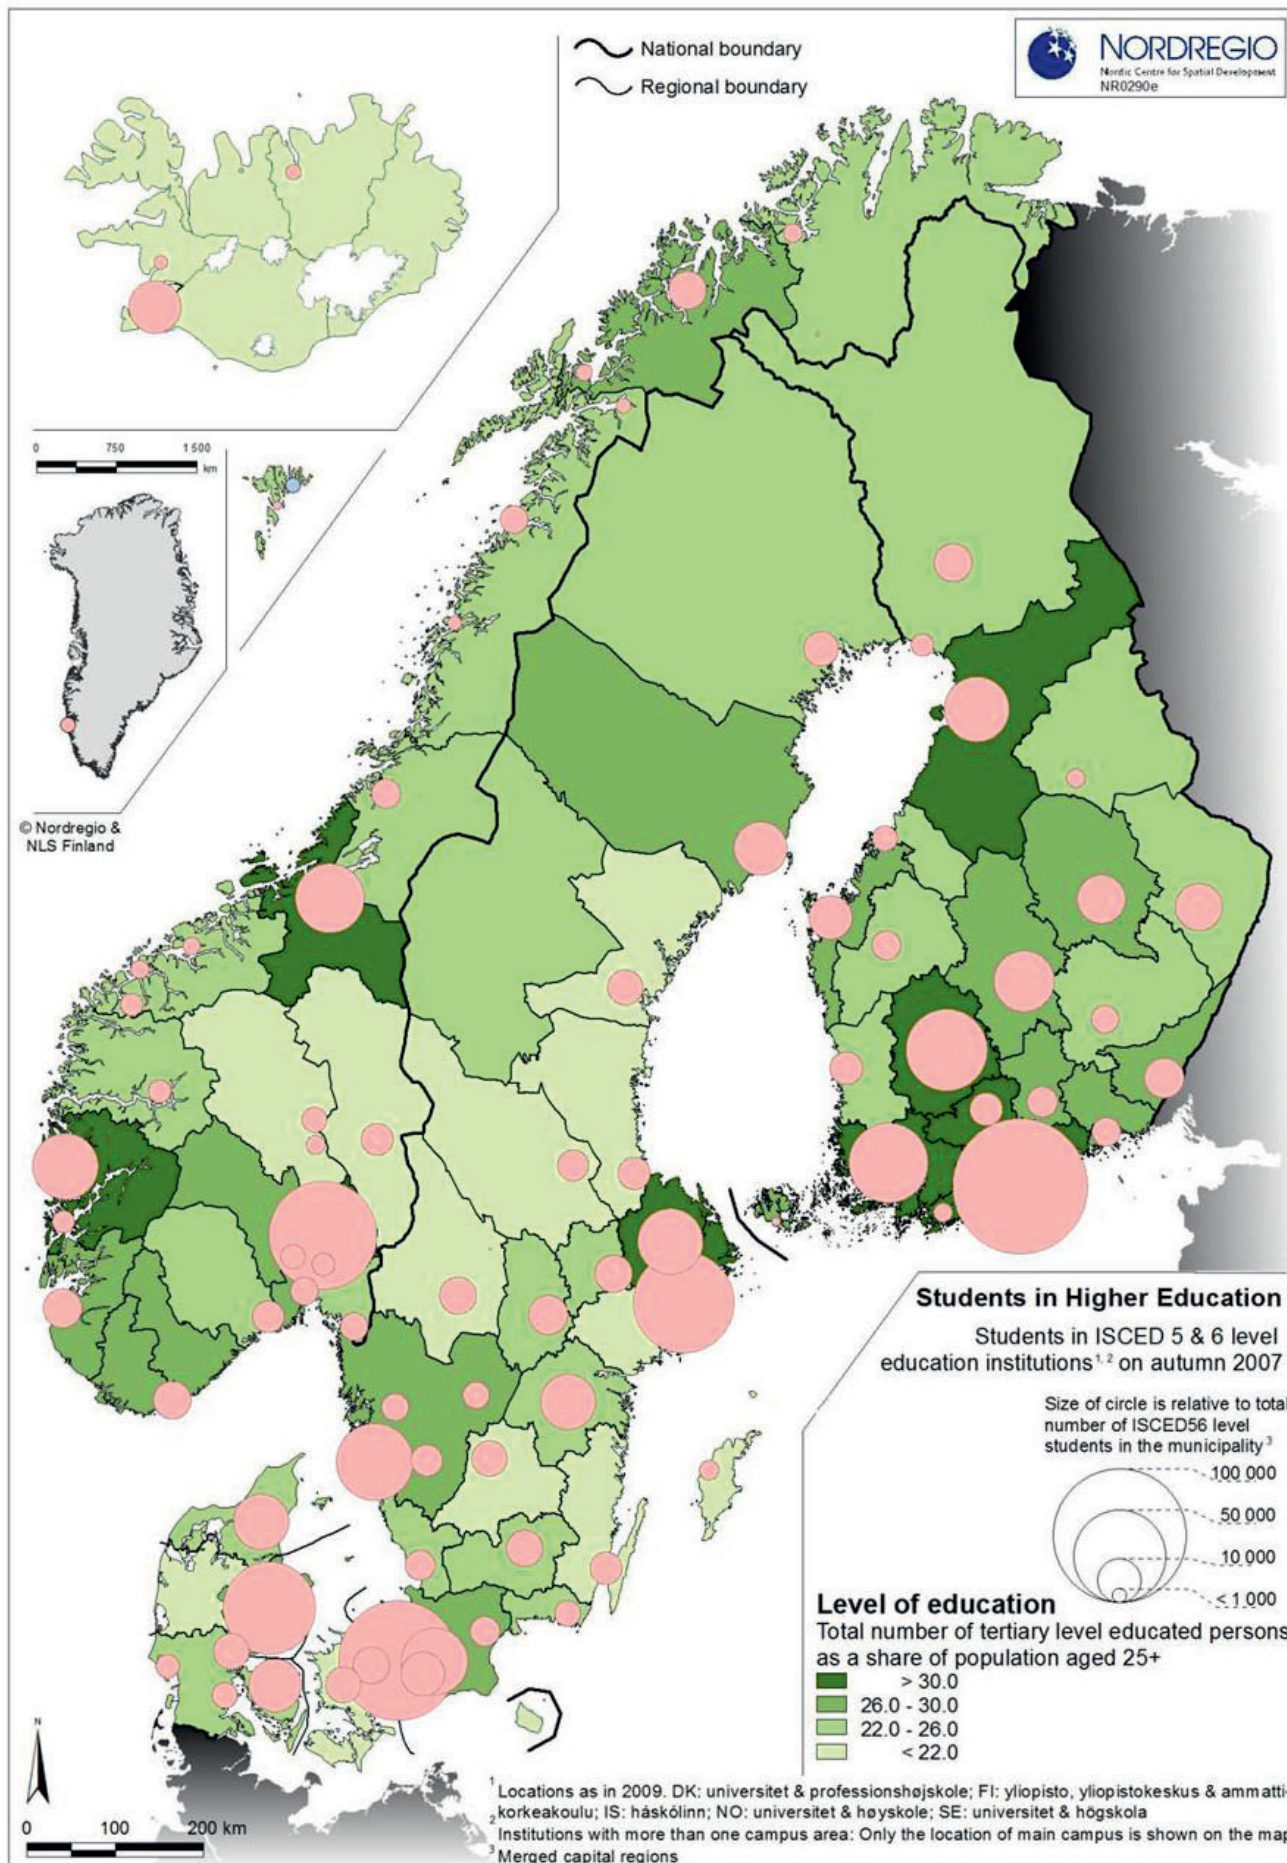 National boundary
Regional boundary
NORDREGIO
Nordic Centre for Spatial Development
NR0290e
0 750 1 500
km
© Nordregio &
NLS Finland
Students in Higher Education
Students in ISCED 5 & 6 level
education institutions1,2 on autumn 2007
Size of circle is relative to total
number of ISCED56 level
students in the municipality3
100 000
50 000
10 000
< 1 000
Level of education
Total number of tertiary level educated persons
as a share of population aged 25+
> 30.0
26.0 - 30.0
22.0 - 26.0
< 22.0
N
0 100 200 km
1 Locations as in 2009. DK: universitet & professionshøjskole; FI: yliopisto, yliopistokeskus & ammatti-
korkeakoulu; IS: háskólinn; NO: universitet & høyskole; SE: universitet & högskola
2 Institutions with more than one campus area: Only the location of main campus is shown on the map
3 Merged capital regions